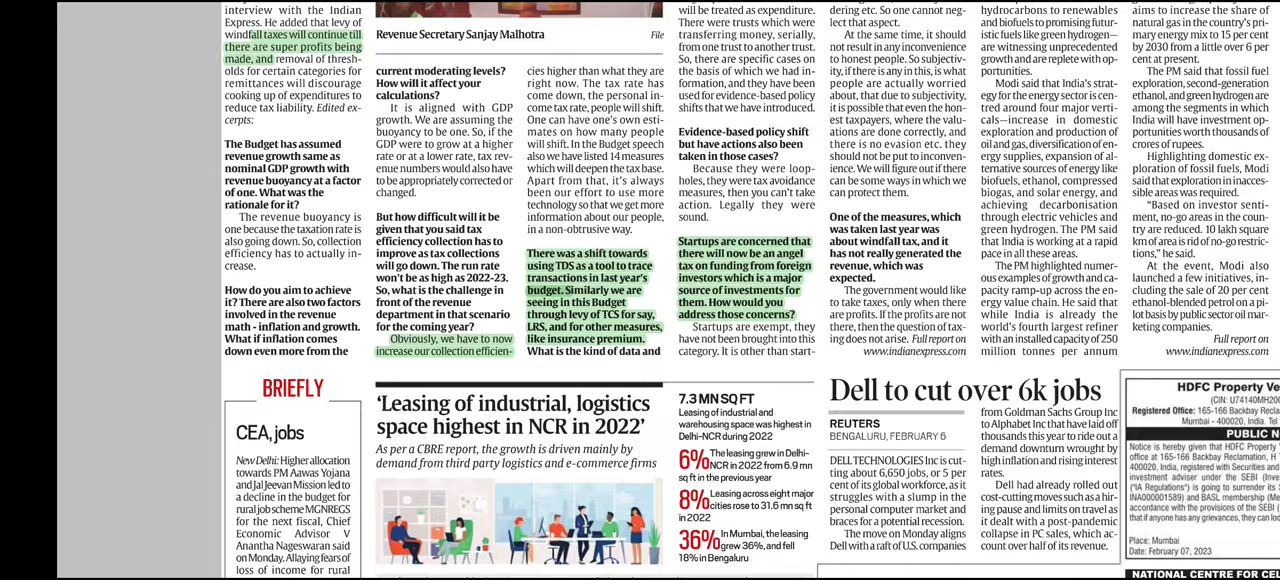 interview with the Indian
Express. He added that levy of
windfall taxes will continue till
there are super profits being
made, and removal of thresh-
olds for certain categories for
remittances will discourage
cooking up of expenditures to
reduce tax liability. Edited ex-
cerpts:
The Budget has assumed
revenue growth same as
nominal GDP growth with
revenue buoyancy at a factor
of one. What was the
rationale for it?
The revenue buoyancy is
one because the taxation rate is
also going down. So, collection
efficiency has to actually in-
crease.
How do you aim to achieve
it? There are also two factors
involved in the revenue
math - inflation and growth.
What if inflation comes
down even more from the
Revenue Secretary Sanjay Malhotra
File
current moderating levels?
How will it affect your
calculations?
It is aligned with GDP
growth. We are assuming the
buoyancy to be one. So, if the
GDP were to grow at a higher
rate or at a lower rate, tax rev-
enue numbers would also have
to be appropriately corrected or
changed.
But how difficult will it be
given that you said tax
efficiency collection has to
improve as tax collections
will go down. The run rate
won't be as high as 2022-23.
So, what is the challenge in
front of the revenue
department in that scenario
for the coming year?
Obviously, we have to now
increase our collection efficien-
cies higher than what they are
right now. The tax rate has
come down, the personal in-
come tax rate, people will shift.
One can have one's own esti-
mates on how many people
will shift. In the Budget speech
also we have listed 14 measures
which will deepen the tax base.
Apart from that, it's always
been our effort to use more
technology so that we get more
information about our people,
in a non-obtrusive way.
There was a shift towards
using TDS as a tool to trace
transactions in last year's
budget. Similarly we are
seeing in this Budget
through levy of TCS for say,
LRS, and for other measures,
like insurance premium.
What is the kind of data and
will be treated as expenditure.
There were trusts which were
transferring money, serially,
from one trust to another trust.
So, there are specific cases on
the basis of which we had in-
formation, and they have been
used for evidence-based policy
shifts that we have introduced.
Evidence-based policy shift
but have actions also been
taken in those cases?
Because they were loop-
holes, they were tax avoidance
measures, then you can't take
action. Legally they were
sound.
Startups are concerned that
there will now be an angel
tax on funding from foreign
investors which is a major
source of investments for
them. How would you
address those concerns?
Startups are exempt, they
have not been brought into this
category. It is other than start-
dering etc. So one cannot neg-
lect that aspect.
At the same time, it should
not result in any inconvenience
to honest people. So subjectiv-
ity, if there is any in this, is what
people are actually worried
about, that due to subjectivity,
it is possible that even the hon-
est taxpayers, where the valu-
ations are done correctly, and
there is no evasion etc. they
should not be put to inconven-
ience. We will figure out if there
can be some ways in which we
can protect them.
One of the measures, which
was taken last year was
about windfall tax, and it
has not really generated the
revenue, which was
expected.
The government would like
to take taxes, only when there
are profits. If the profits are not
there, then the question of tax-
ing does not arise. Full report on
www.indianexpress.com
hydrocarbons to renewables
and biofuels to promising futur-
istic fuels like green hydrogen—
are witnessing unprecedented
growth and are replete with op-
portunities.
Modi said that India's strat-
egy for the energy sector is cen-
tred around four major verti-
cals—increase in domestic
exploration and production of
oil and gas, diversification of en-
ergy supplies, expansion of al-
ternative sources of energy like
biofuels, ethanol, compressed
biogas, and solar energy, and
achieving decarbonisation
through electric vehicles and
green hydrogen. The PM said
that India is working at a rapid
pace in all these areas.
The PM highlighted numer-
ous examples of growth and ca-
pacity ramp-up across the en-
ergy value chain. He said that
while India is already the
world's fourth largest refiner
with an installed capacity of 250
million tonnes per annum
aims to increase the share of
natural gas in the country's pri-
mary energy mix to 15 per cent
by 2030 from a little over 6 per
cent at present.
The PM said that fossil fuel
exploration, second-generation
ethanol, and green hydrogen are
among the segments in which
India will have investment op-
portunities worth thousands of
crores of rupees.
Highlighting domestic ex-
ploration of fossil fuels, Modi
said that exploration in inacces-
sible areas was required.
"Based on investor senti-
ment, no-go areas in the coun-
try are reduced. 10 lakh square
km of area is rid of no-go restric-
tions," he said.
At the event, Modi also
launched a few initiatives, in-
cluding the sale of 20 per cent
ethanol-blended petrol on a pi-
lot basis by public sector oil mar-
keting companies.
Full report on
www.indianexpress.com
BRIEFLY
CEA, jobs
New Delhi: Higher allocation
towards PM Aawas Yojana
and Jal Jeevan Mission led to
a decline in the budget for
rural job scheme MGNREGS
for the next fiscal, Chief
Economic Advisor V
Anantha Nageswaran said
on Monday. Allaying fears of
loss of income for rural
'Leasing of industrial, logistics
space highest in NCR in 2022'
As per a CBRE report, the growth is driven mainly by
demand from third party logistics and e-commerce firms
7.3 MN SQ FT
Leasing of industrial and
warehousing space was highest in
Delhi-NCR during 2022
6% The leasing grew in Delhi-
NCR in 2022 from 6.9 mn
sq ft in the previous year
8% Leasing across eight major
cities rose to 31.6 mn sq ft
in 2022
36% In Mumbai, the leasing
grew 36%, and fell
18% in Bengaluru
Dell to cut over 6k jobs
REUTERS
BENGALURU, FEBRUARY 6
DELL TECHNOLOGIES Inc is cut-
ting about 6,650 jobs, or 5 per
cent of its global workforce, as it
struggles with a slump in the
personal computer market and
braces for a potential recession.
The move on Monday aligns
Dell with a raft of U.S. companies
from Goldman Sachs Group Inc
to Alphabet Inc that have laid off
thousands this year to ride out a
demand downturn wrought by
high inflation and rising interest
rates.
Dell had already rolled out
cost-cutting moves such as a hir-
ing pause and limits on travel as
it dealt with a post-pandemic
collapse in PC sales, which ac-
count over half of its revenue.
HDFC Property Ve
(CIN: U74140MH200
Registered Office: 165-166 Backbay Recla
Mumbai - 400020, India. Tel
PUBLIC N
Notice is hereby given that HDFC Property
office at 165-166 Backbay Reclamation, H
400020, India, registered with Securities and
investment adviser under the SEBI (Inves
("IA Regulations") is going to surrender its
INA000001589) and BASL membership (Me
accordance with the provisions of the SEBI (
that if anyone has any grievances, they can lod
Place: Mumbai
Date: February 07, 2023
NATIONAL CENTRE FOR CEL